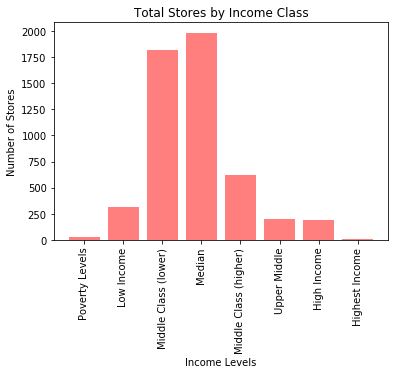 Total Stores by Income Class
Number of Stores
2000
1750
1500
1250
1000
750
500
250
0
Poverty Levels
Low Income
Middle Class (lower)
Median
Middle Class (higher)
Upper Middle
High Income
Highest Income
Income Levels